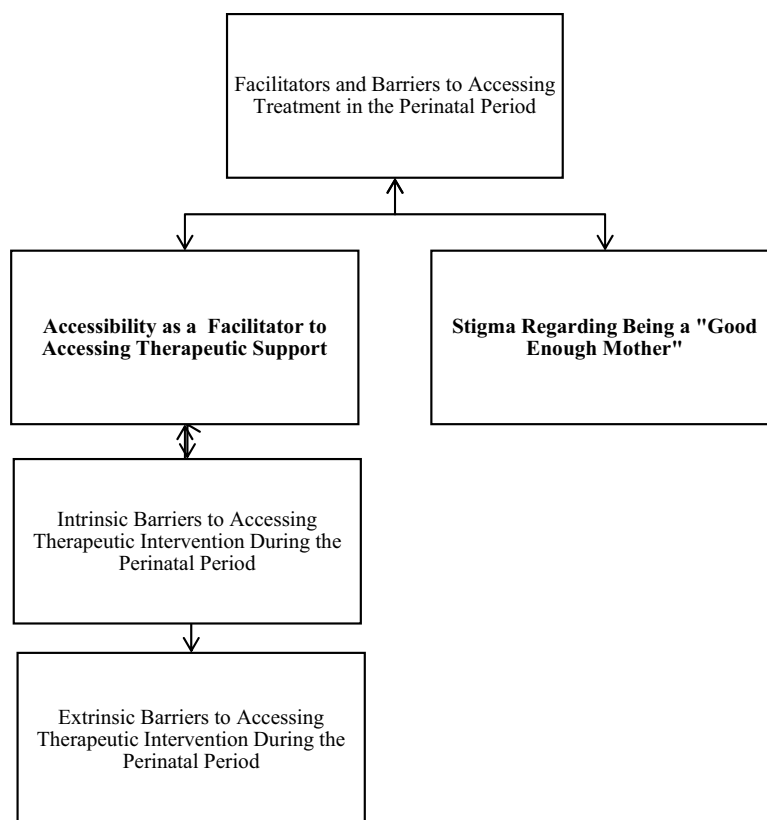 Facilitators and Barriers to Accessing
Treatment in the Perinatal Period
Accessibility as a  Facilitator to
Accessing Therapeutic Support
Stigma Regarding Being a "Good
Enough Mother"
Intrinsic Barriers to Accessing
Therapeutic Intervention During the
Perinatal Period
Extrinsic Barriers to Accessing
Therapeutic Intervention During the
Perinatal Period